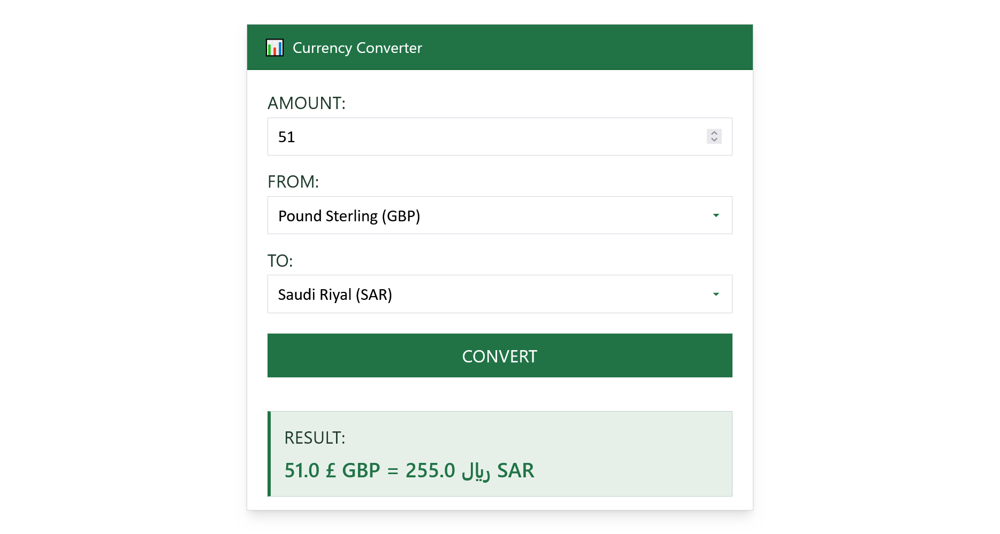 Currency Converter
AMOUNT:
51
FROM:
Pound Sterling (GBP)
TO:
Saudi Riyal (SAR)
CONVERT
RESULT:
51.0 £ GBP = 255.0 ریال SAR